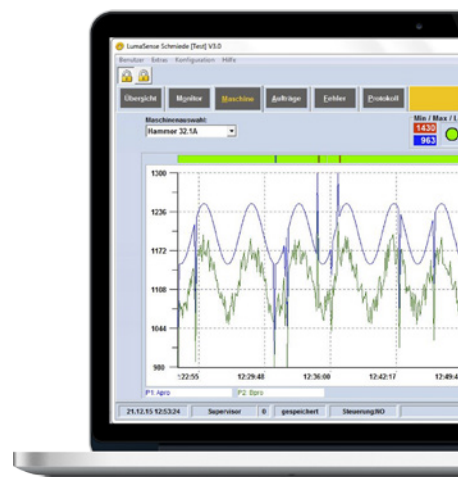 LumaSense Schmiede [Test] V3.0
Benutzer Extras Konfiguration Hilfe
Übersicht Monitor Maschine Aufträge Fehler Protokoll
Maschinenauswahl:
Hammer 32.1A
Min / Max / L
1430
963
1300
1236
1172
1108
1044
980
:22:55 12:29:48 12:36:00 12:42:17 12:49:4
P1: Apro P2: Bpro
21.12.15 12:53:24 Supervisor 0 gespeichert Steuerung:NO